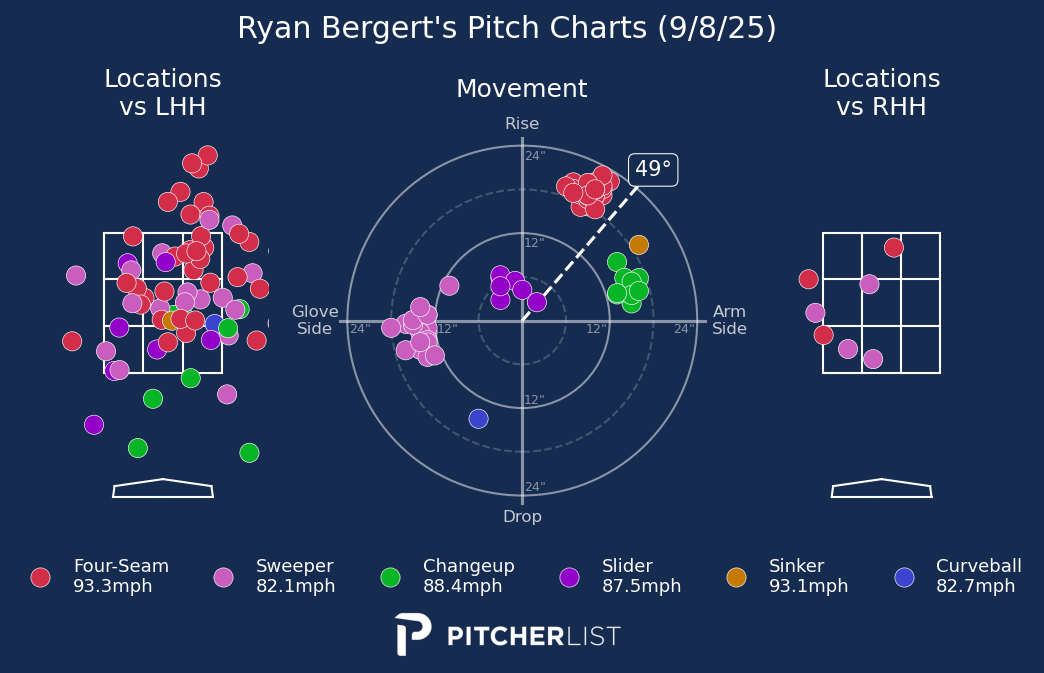 Ryan Bergert's Pitch Charts (9/8/25)
Locations
vs LHH
Movement
Locations
vs RHH
Rise
24"
49°
12"
Glove
Side
24"
12"
12"
24"
Arm
Side
12"
24"
Drop
Four-Seam
93.3mph
Sweeper
82.1mph
Changeup
88.4mph
Slider
87.5mph
Sinker
93.1mph
Curveball
82.7mph
PITCHERLIST